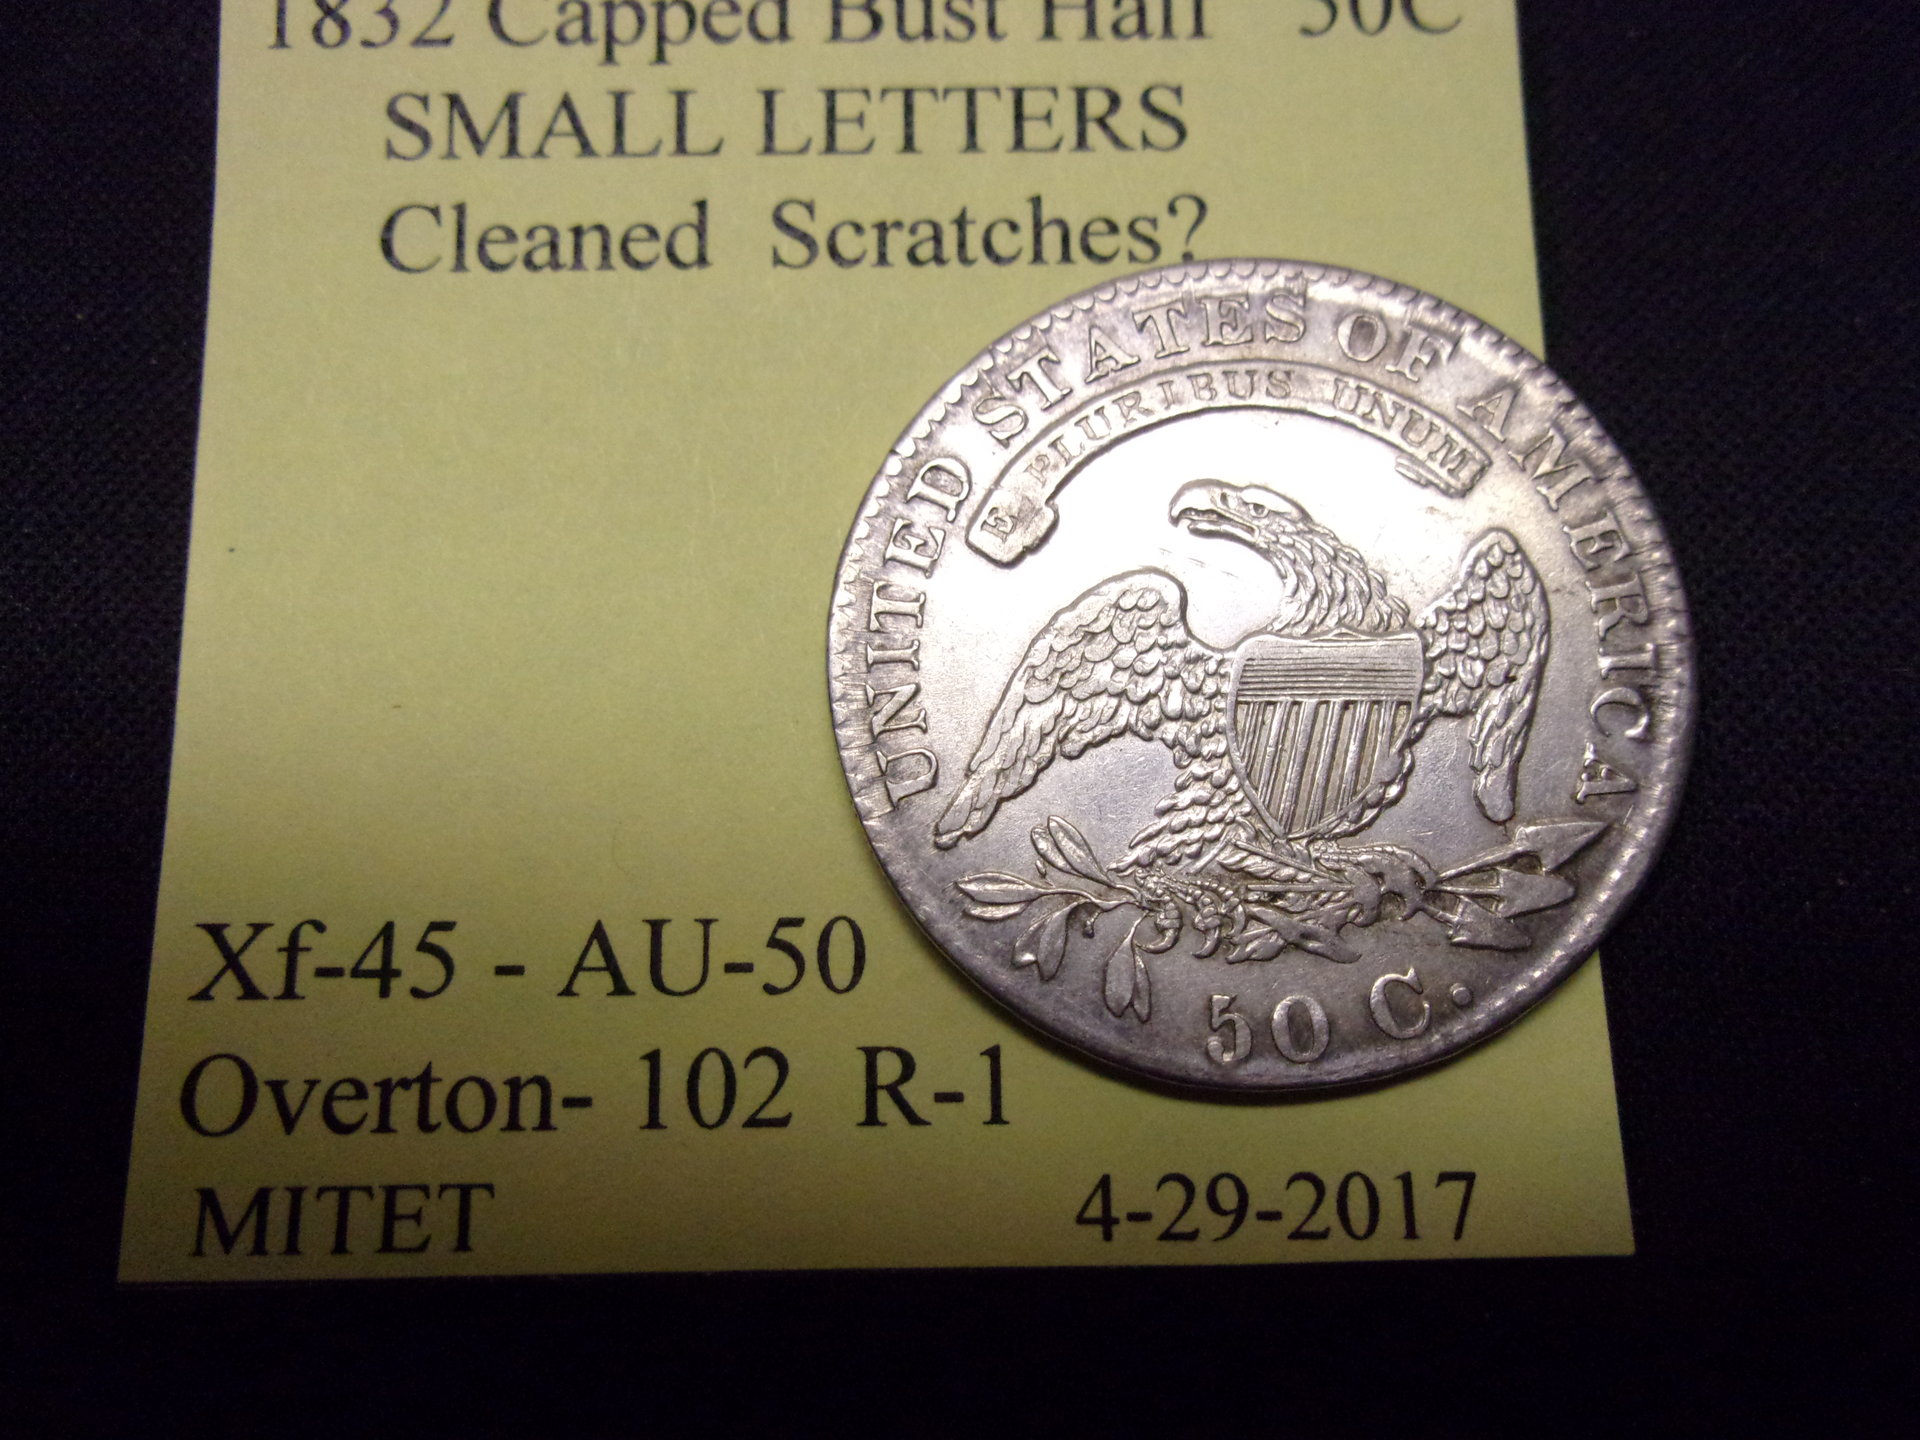 1832 Capped Bust Half 50C
SMALL LETTERS
Cleaned Scratches?
UNITED STATES OF AMERICA
E PLURIBUS UNUM
50 C.
Xf-45 - AU-50
Overton- 102 R-1
MITET 4-29-2017